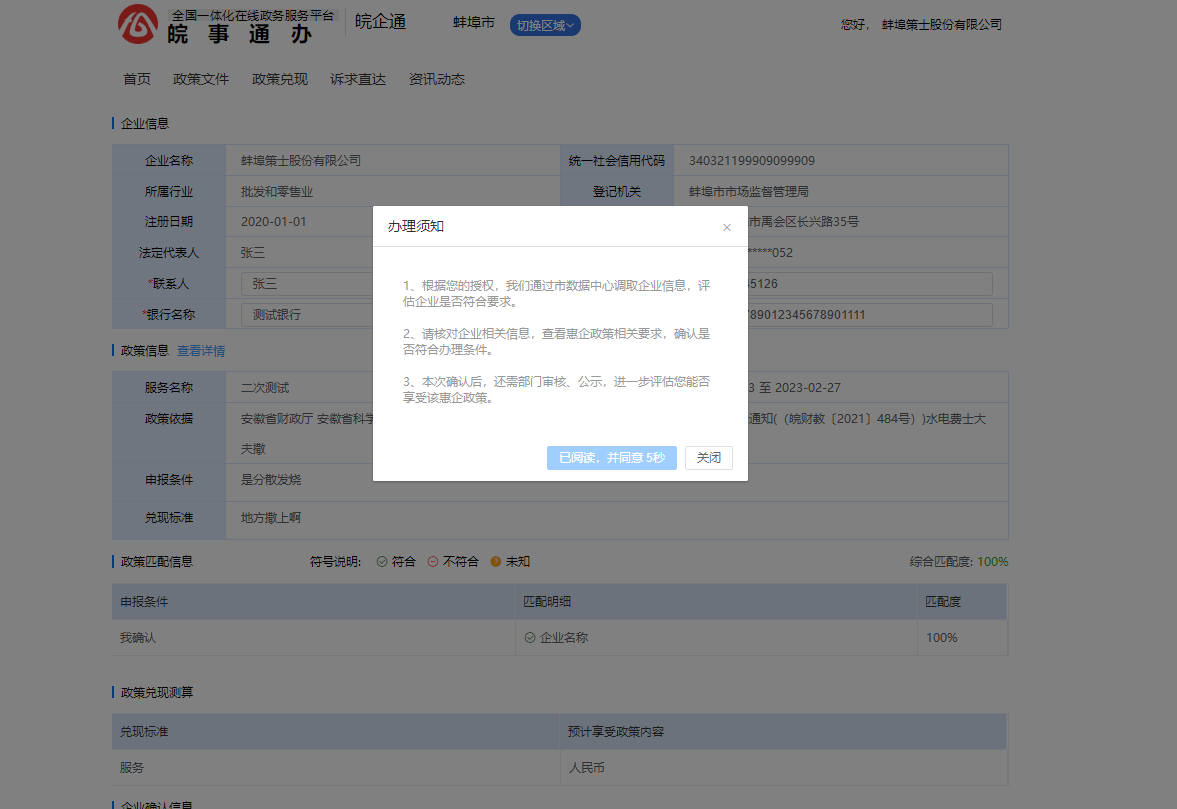 全国一体化在线政务服务平台
皖事通办
皖企通
蚌埠市 切换区域
您好， 蚌埠策士股份有限公司
首页 政策文件 政策兑现 诉求直达 资讯动态
企业信息
企业名称 蚌埠策士股份有限公司 统一社会信用代码 340321199909099909
所属行业 批发和零售业 登记机关 蚌埠市市场监督管理局
注册日期 2020-01-01 市禹会区长兴路35号
法定代表人 张三 *****052
*联系人 张三 5126
*银行名称 测试银行 89012345678901111
办理须知 ×
1、根据您的授权，我们通过市数据中心调取企业信息，评
估企业是否符合要求。
2、请核对企业相关信息，查看惠企政策相关要求，确认是
否符合办理条件。
3、本次确认后，还需部门审核、公示，进一步评估您能否
享受该惠企政策。
已阅读，并同意 5秒 关闭
政策信息 查看详情
服务名称 二次测试 3 至 2023-02-27
政策依据 安徽省财政厅 安徽省科学 通知(（皖财教〔2021〕484号）)水电费士大
夫撒
申报条件 是分散发烧
兑现标准 地方撒上啊
政策匹配信息 符号说明: 符合 不符合 未知 综合匹配度: 100%
申报条件 匹配明细 匹配度
我确认 企业名称 100%
政策兑现测算
兑现标准 预计享受政策内容
服务 人民币
企业确认信息